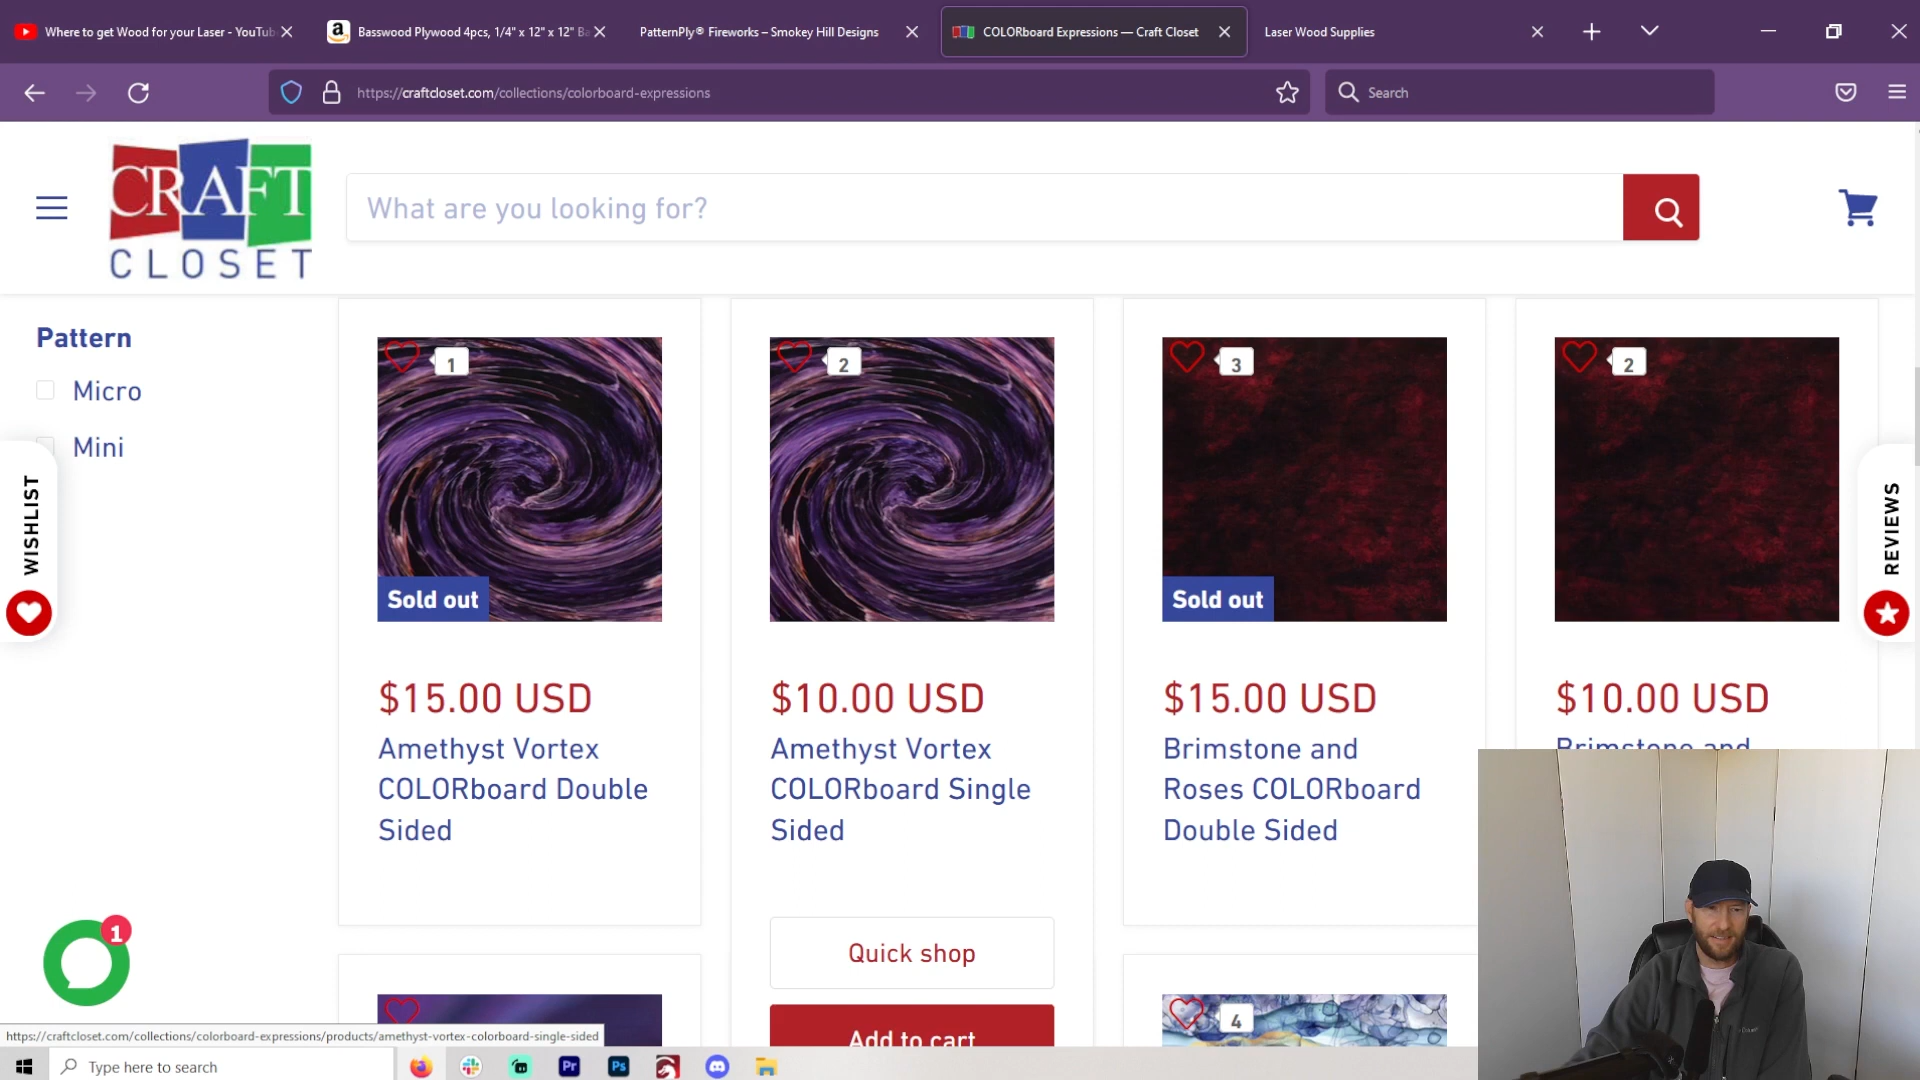 Where to get Wood for your Laser - YouTub
Basswood Plywood 4pcs, 1/4" x 12" x 12" Ba
PatternPly® Fireworks – Smokey Hill Designs
COLORboard Expressions — Craft Closet
Laser Wood Supplies
https://craftcloset.com/collections/colorboard-expressions
Search
CRAFT
CLOSET
What are you looking for?
Pattern
Micro
Mini
WISHLIST
REVIEWS
1
2
3
2
Sold out
Sold out
$15.00 USD
Amethyst Vortex
COLORboard Double
Sided
$10.00 USD
Amethyst Vortex
COLORboard Single
Sided
Quick shop
Add to cart
$15.00 USD
Brimstone and
Roses COLORboard
Double Sided
$10.00 USD
Brimstone and
4
1
https://craftcloset.com/collections/colorboard-expressions/products/amethyst-vortex-colorboard-single-sided
Type here to search
Pr
Ps